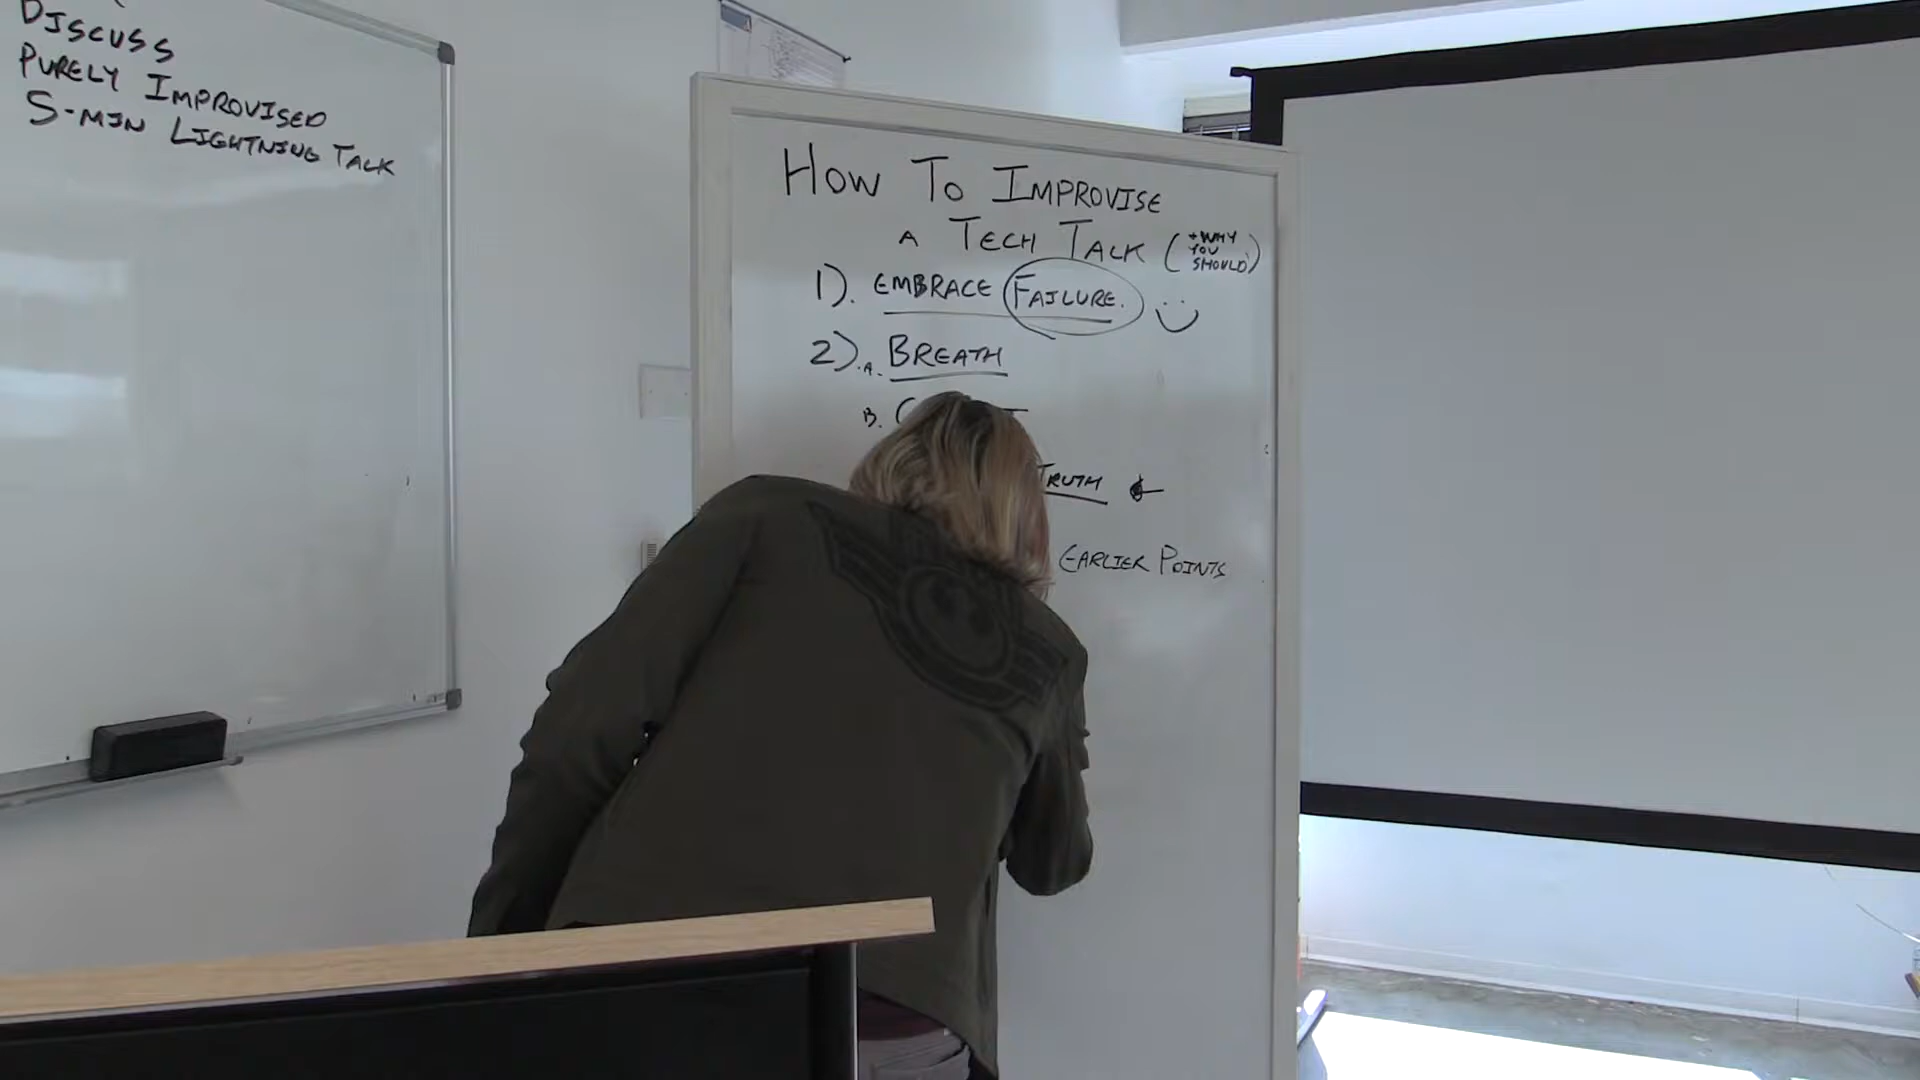 DISCUSS
PURELY IMPROVISED
5-MIN LIGHTNING TALK
HOW TO IMPROVISE
A TECH TALK (+WHY
YOU
SHOULD)
1). EMBRACE FAILURE.
2). A. BREATH
B.
TRUTH ←
EARLIER POINTS